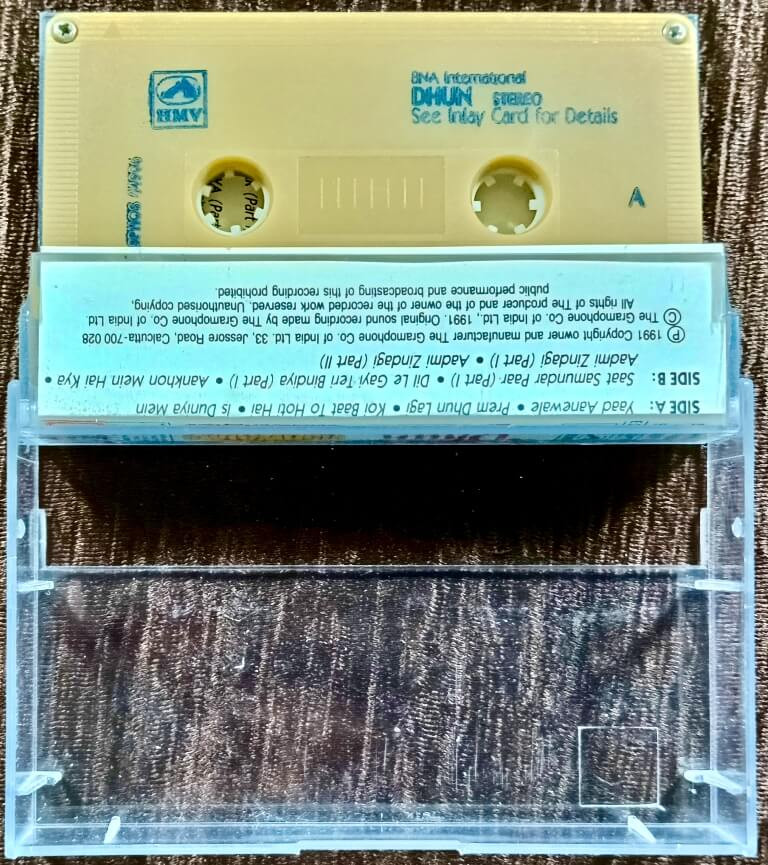 HMV
BNA International
DHUN STEREO
See Inlay Card for Details
A
(Part
(Part
SIDE A: Yaad Aanewale • Prem Dhun Lagi • Koi Baat To Hoti Hai • Is Duniya Mein
SIDE B: Saat Samundar Paar (Part I) • Dil Le Gayi Teri Bindiya (Part I) • Aankhon Mein Hai Kya •
Aadmi Zindagi (Part I) • Aadmi Zindagi (Part II)
Ⓟ 1991 Copyright owner and manufacturer The Gramophone Co. of India Ltd. 33, Jessore Road, Calcutta-700 028
Ⓒ The Gramophone Co. of India Ltd., 1991. Original sound recording made by The Gramophone Co. of India Ltd.
All rights of The producer and of the owner of the recorded work reserved. Unauthorised copying,
public performance and broadcasting of this recording prohibited.